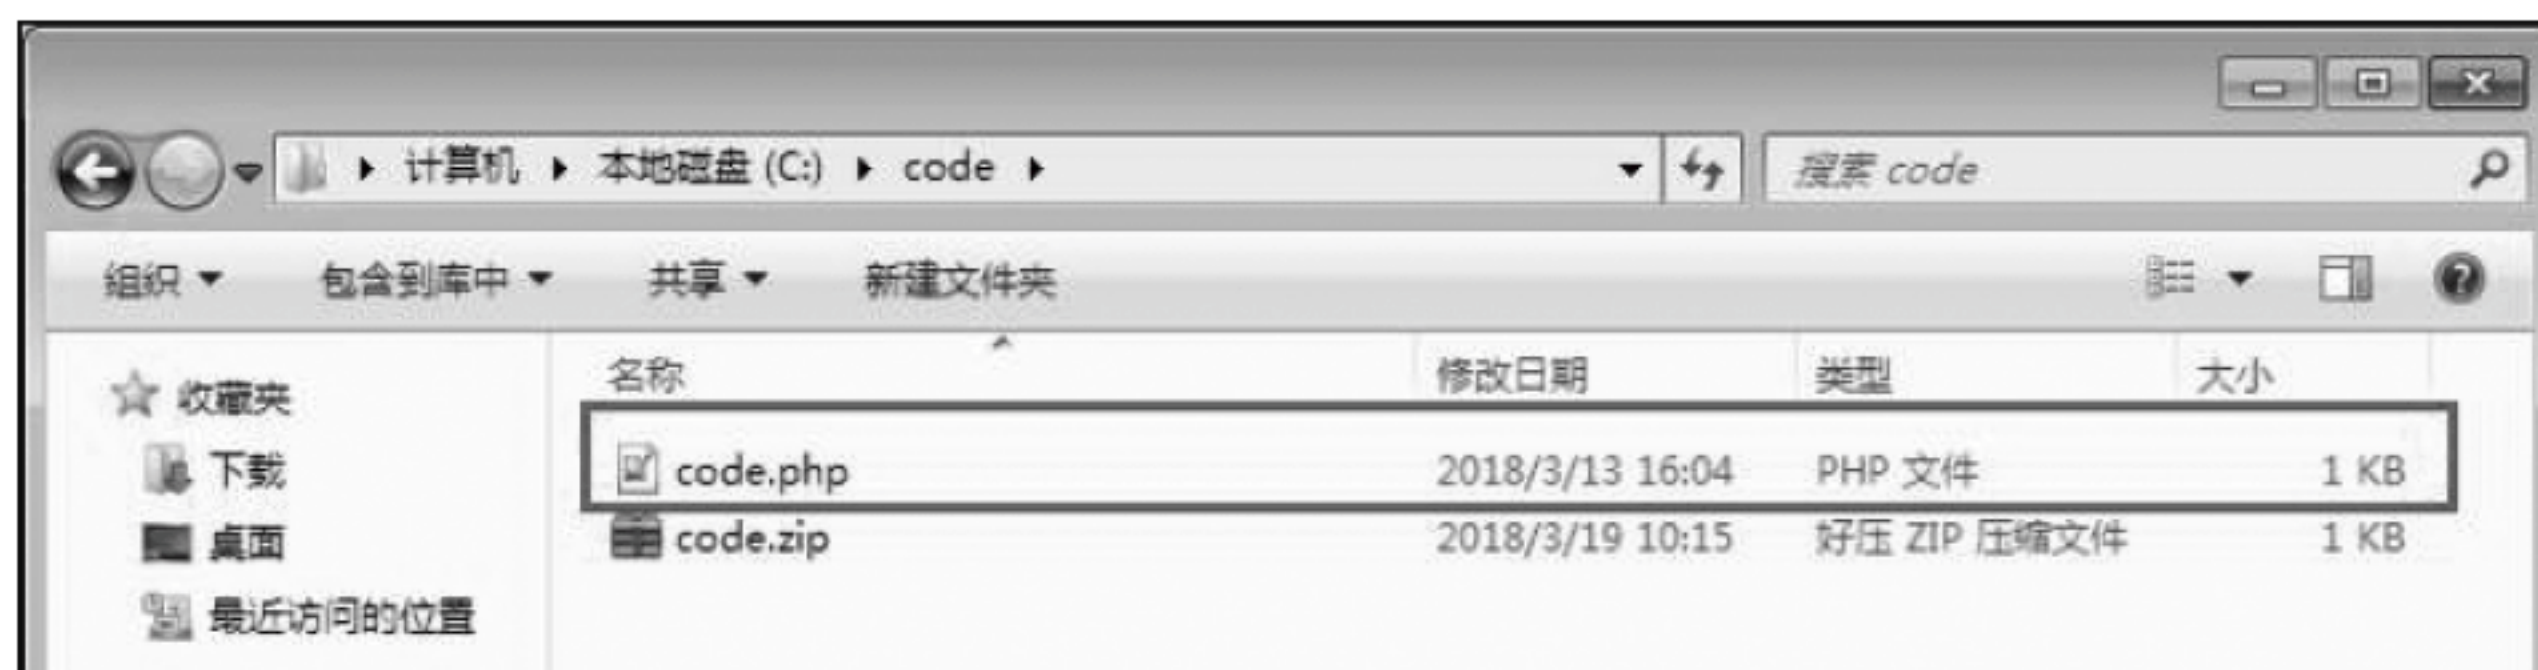 计算机 本地磁盘 (C:) code 搜索 code
组织 包含到库中 共享 新建文件夹
名称 修改日期 类型 大小
收藏夹
下载
桌面
最近访问的位置
code.php 2018/3/13 16:04 PHP 文件 1 KB
code.zip 2018/3/19 10:15 好压 ZIP 压缩文件 1 KB